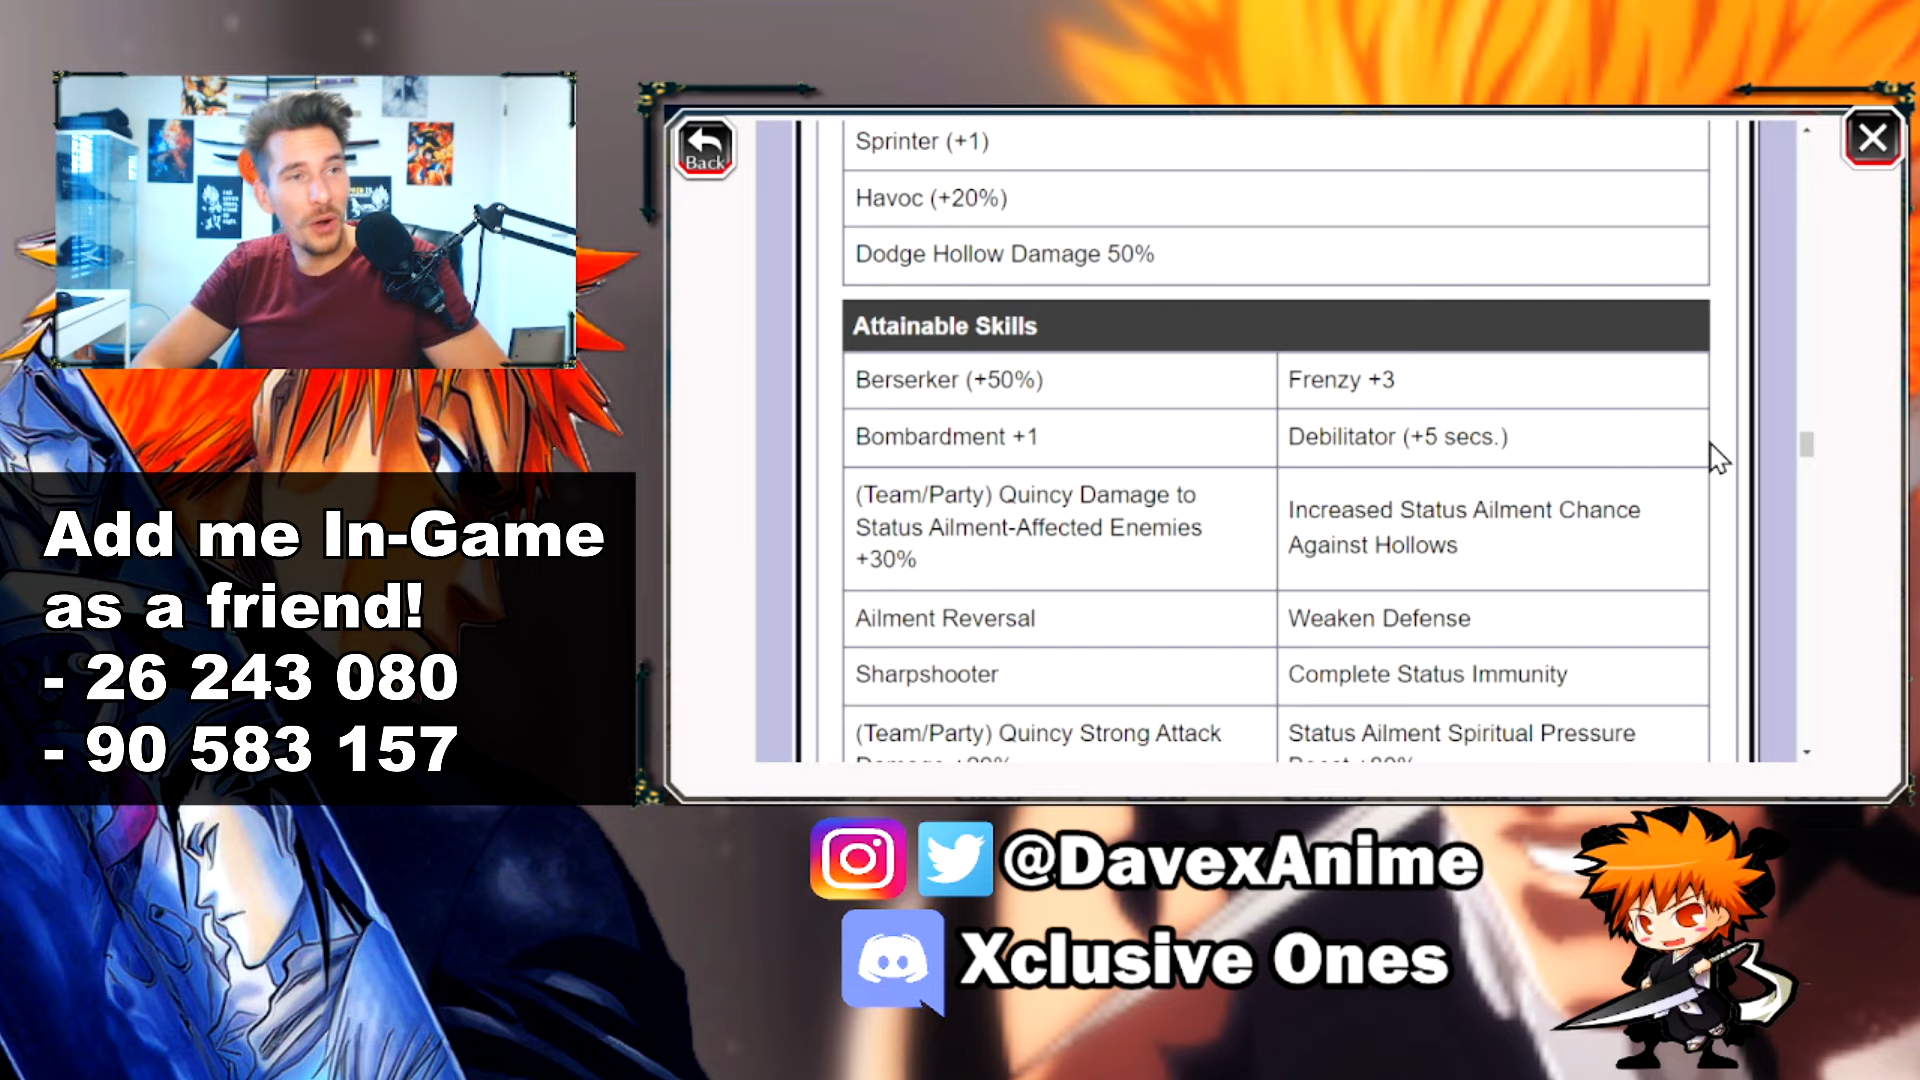 Back
Sprinter (+1)
Havoc (+20%)
Dodge Hollow Damage 50%
Attainable Skills
Berserker (+50%)
Frenzy +3
Bombardment +1
Debilitator (+5 secs.)
(Team/Party) Quincy Damage to
Status Ailment-Affected Enemies
+30%
Increased Status Ailment Chance
Against Hollows
Ailment Reversal
Weaken Defense
Sharpshooter
Complete Status Immunity
(Team/Party) Quincy Strong Attack
Status Ailment Spiritual Pressure
Add me In-Game
as a friend!
- 26 243 080
- 90 583 157
@DavexAnime
Xclusive Ones